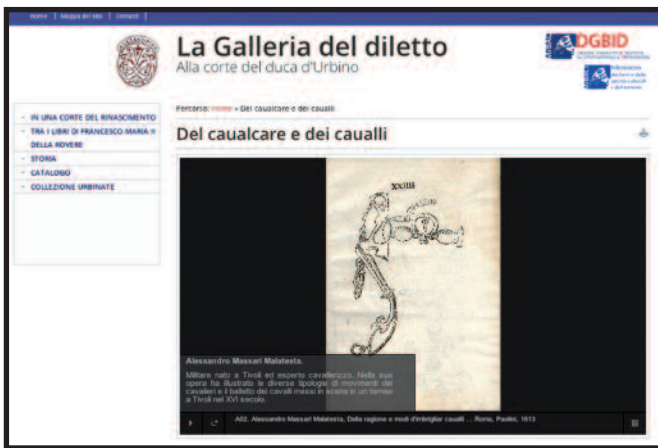 Home | Mappa del sito | Contatti |
La Galleria del diletto
Alla corte del duca d'Urbino
DGBID
Ministero
Percorso: Home » Del caualcare e dei caualli
IN UNA CORTE DEL RINASCIMENTO
TRA I LIBRI DI FRANCESCO MARIA II
DELLA ROVERE
STORIA
CATALOGO
COLLEZIONE URBINATE
Del caualcare e dei caualli
XXIIII
Alessandro Massari Malatesta.
Militare nato a Tivoli ed esperto cavallerizzo. Nella sua
opera ha illustrato le diverse tipologie di movimenti dei
cavalieri e il balletto dei cavalli messi in scena in un torneo
a Tivoli nel XVI secolo.
A02. Alessandro Massari Malatesta, Della ragione e modi d'imbrigliar caualli ... Roma, Paolini, 1613